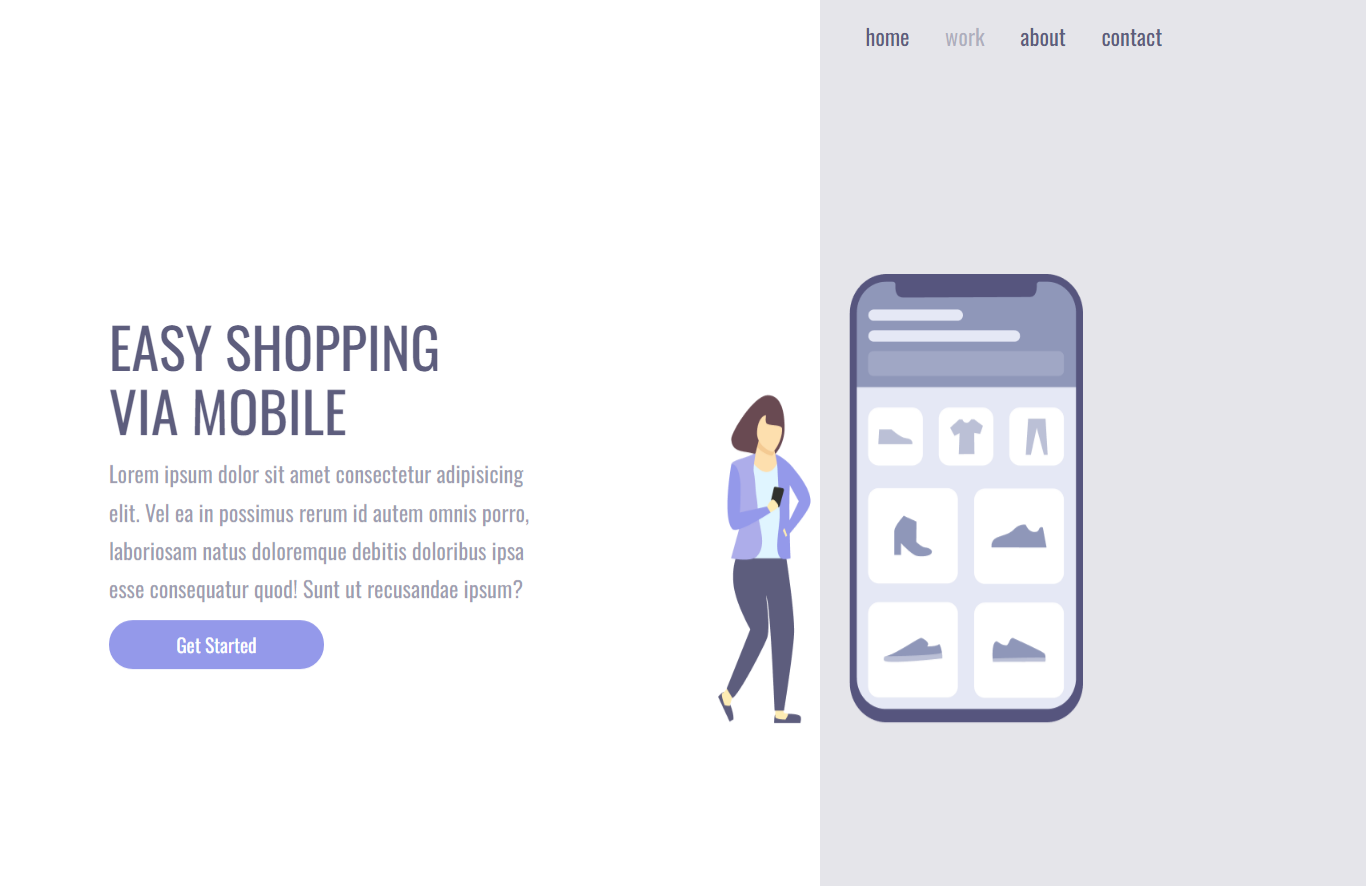 home work about contact
EASY SHOPPING
VIA MOBILE
Lorem ipsum dolor sit amet consectetur adipisicing
elit. Vel ea in possimus rerum id autem omnis porro,
laboriosam natus doloremque debitis doloribus ipsa
esse consequatur quod! Sunt ut recusandae ipsum?
Get Started